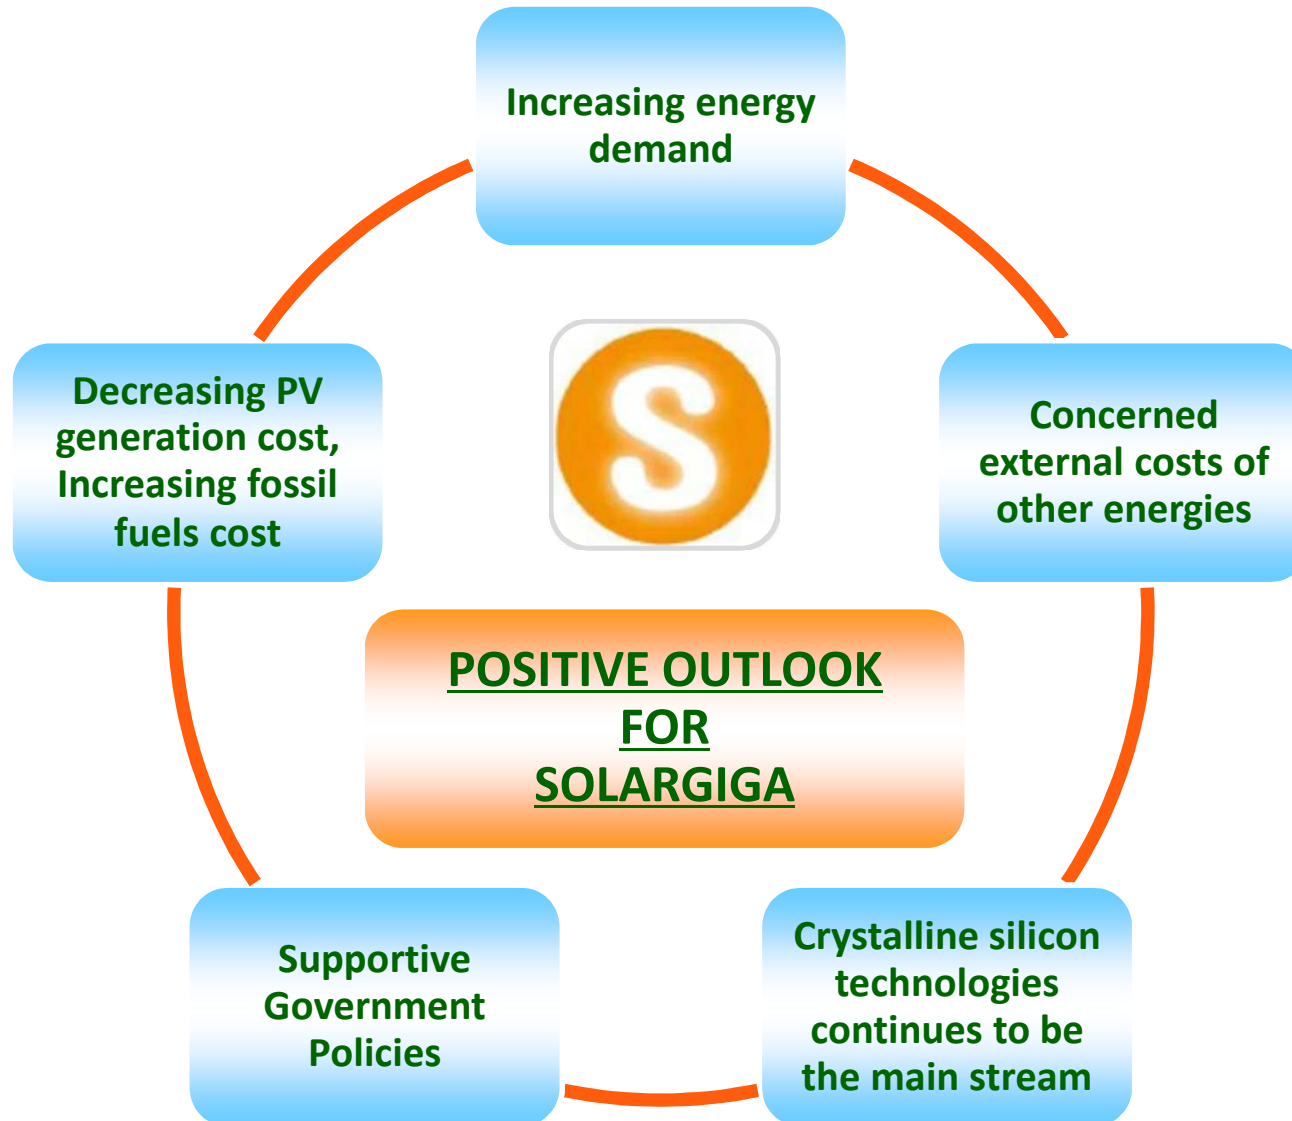 Increasing energy
demand
Decreasing PV
generation cost,
Increasing fossil
fuels cost
S
Concerned
external costs of
other energies
POSITIVE OUTLOOK
FOR
SOLARGIGA
Supportive
Government
Policies
Crystalline silicon
technologies
continues to be
the main stream